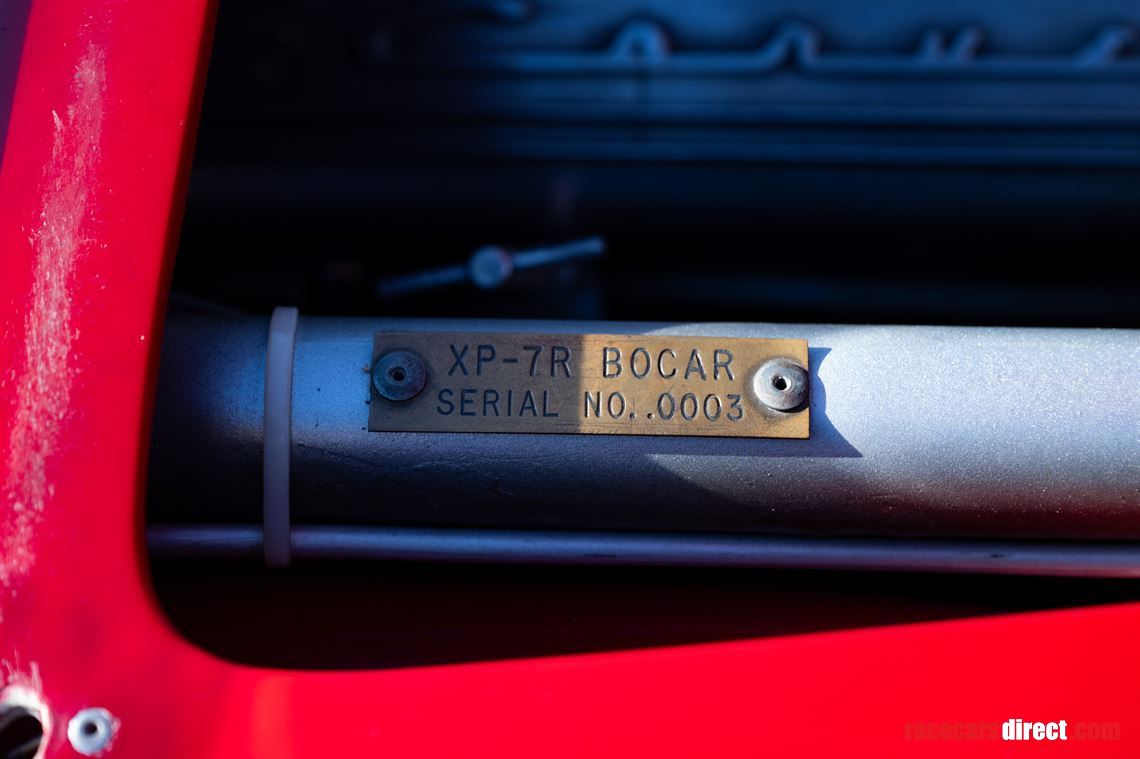 XP-7R BOCAR
SERIAL NO..0003
racecarsdirect.com